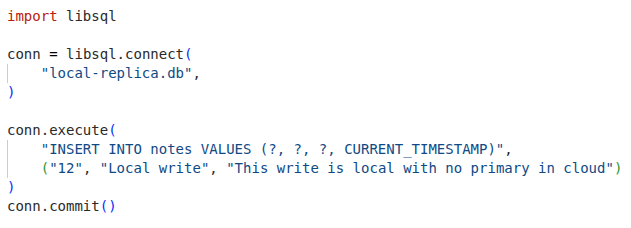 import libsql

conn = libsql.connect(
    "local-replica.db",
)

conn.execute(
    "INSERT INTO notes VALUES (?, ?, ?, CURRENT_TIMESTAMP)",
    ("12", "Local write", "This write is local with no primary in cloud")
)
conn.commit()